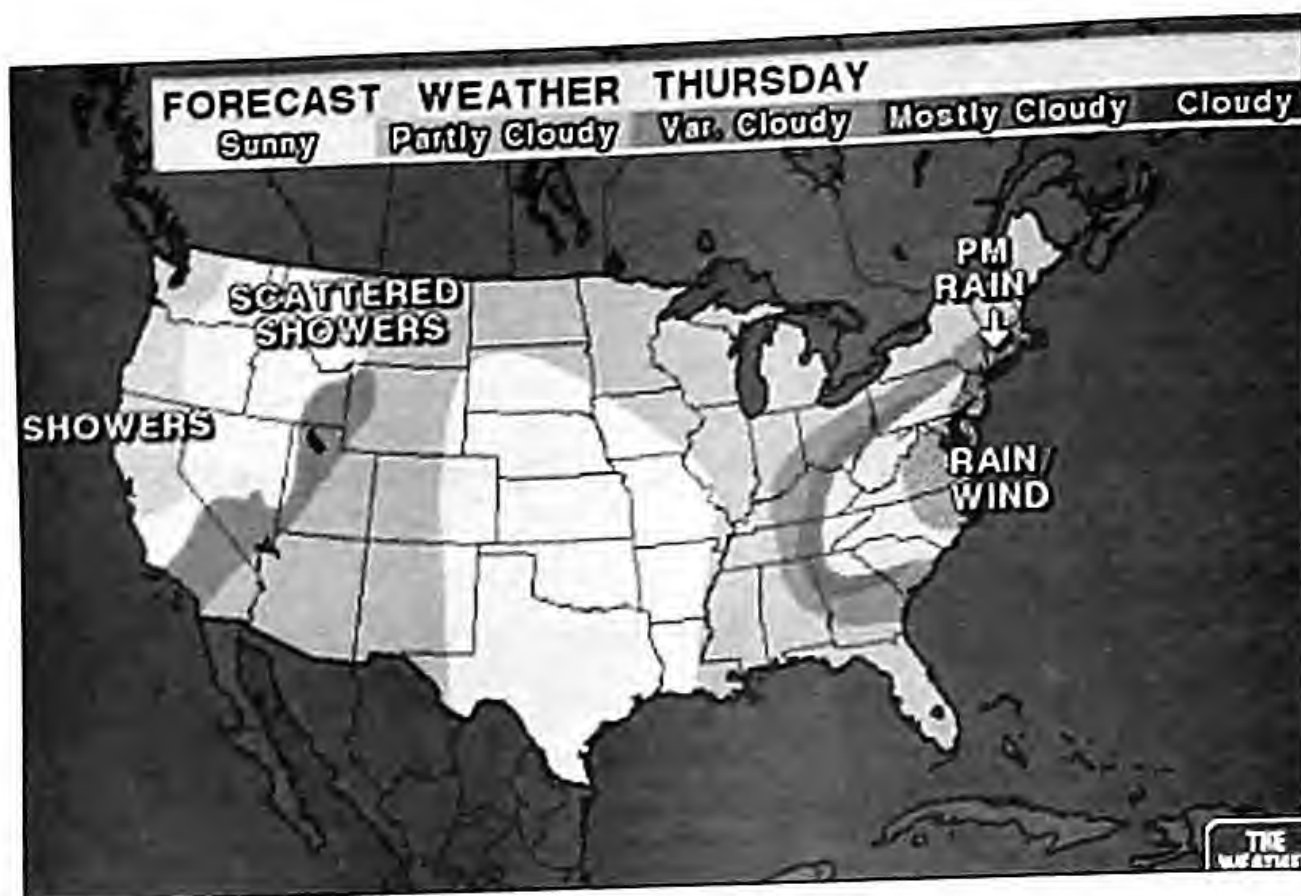 FORECAST WEATHER THURSDAY
Sunny Partly Cloudy Var. Cloudy Mostly Cloudy Cloudy
PM
RAIN
SCATTERED
SHOWERS
SHOWERS
RAIN/
WIND
THE